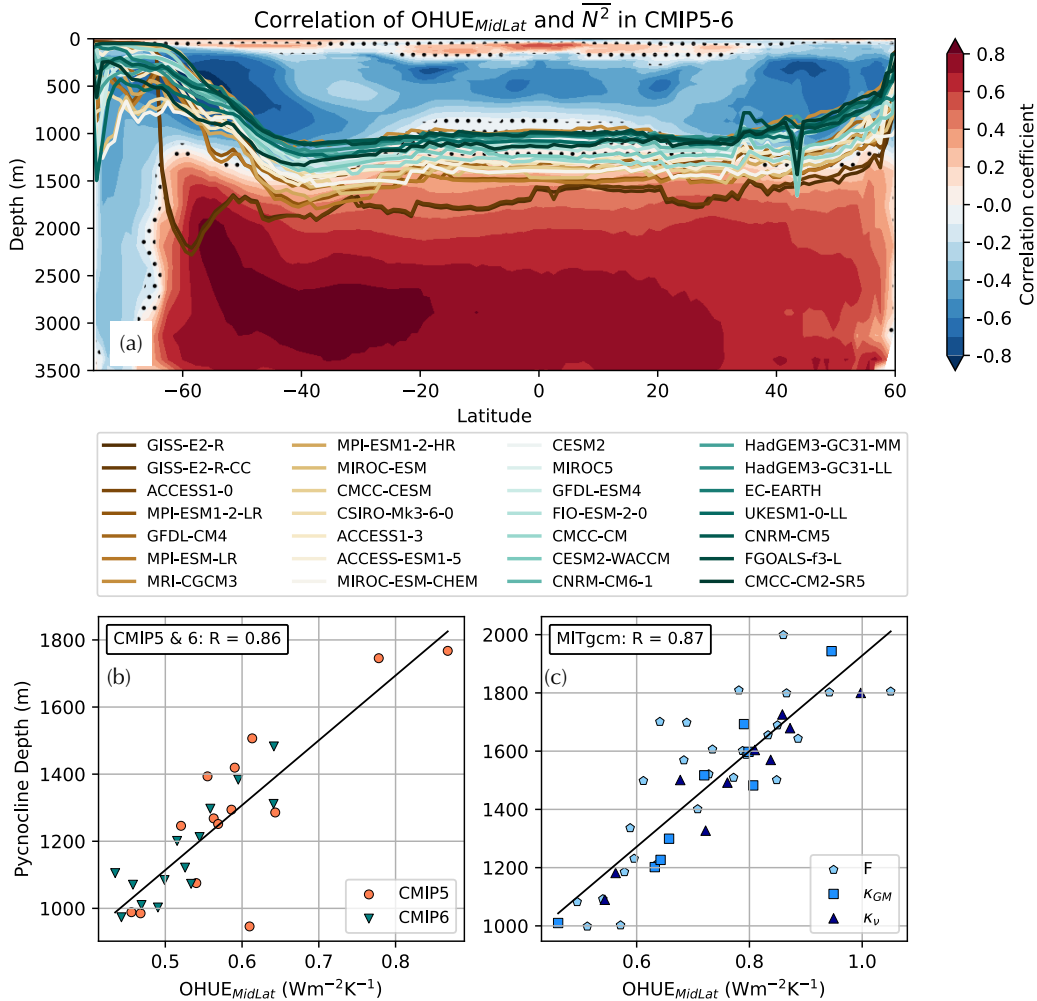 Correlation of OHUE_MidLat and N² in CMIP5-6
0
500
1000
1500
2000
2500
3000
3500
Depth (m)
(a)
−60
−40
−20
0
20
40
60
Latitude
0.8
0.6
0.4
0.2
-0.0
-0.2
-0.4
-0.6
-0.8
Correlation coefficient
GISS-E2-R
GISS-E2-R-CC
ACCESS1-0
MPI-ESM1-2-LR
GFDL-CM4
MPI-ESM-LR
MRI-CGCM3
MPI-ESM1-2-HR
MIROC-ESM
CMCC-CESM
CSIRO-Mk3-6-0
ACCESS1-3
ACCESS-ESM1-5
MIROC-ESM-CHEM
CESM2
MIROC5
GFDL-ESM4
FIO-ESM-2-0
CMCC-CM
CESM2-WACCM
CNRM-CM6-1
HadGEM3-GC31-MM
HadGEM3-GC31-LL
EC-EARTH
UKESM1-0-LL
CNRM-CM5
FGOALS-f3-L
CMCC-CM2-SR5
CMIP5 & 6: R = 0.86
(b)
1800
1600
1400
1200
1000
Pycnocline Depth (m)
CMIP5
CMIP6
0.5
0.6
0.7
0.8
OHUE_MidLat (Wm⁻²K⁻¹)
MITgcm: R = 0.87
(c)
2000
1800
1600
1400
1200
1000
F
κ_GM
κ_ν
0.6
0.8
1.0
OHUE_MidLat (Wm⁻²K⁻¹)